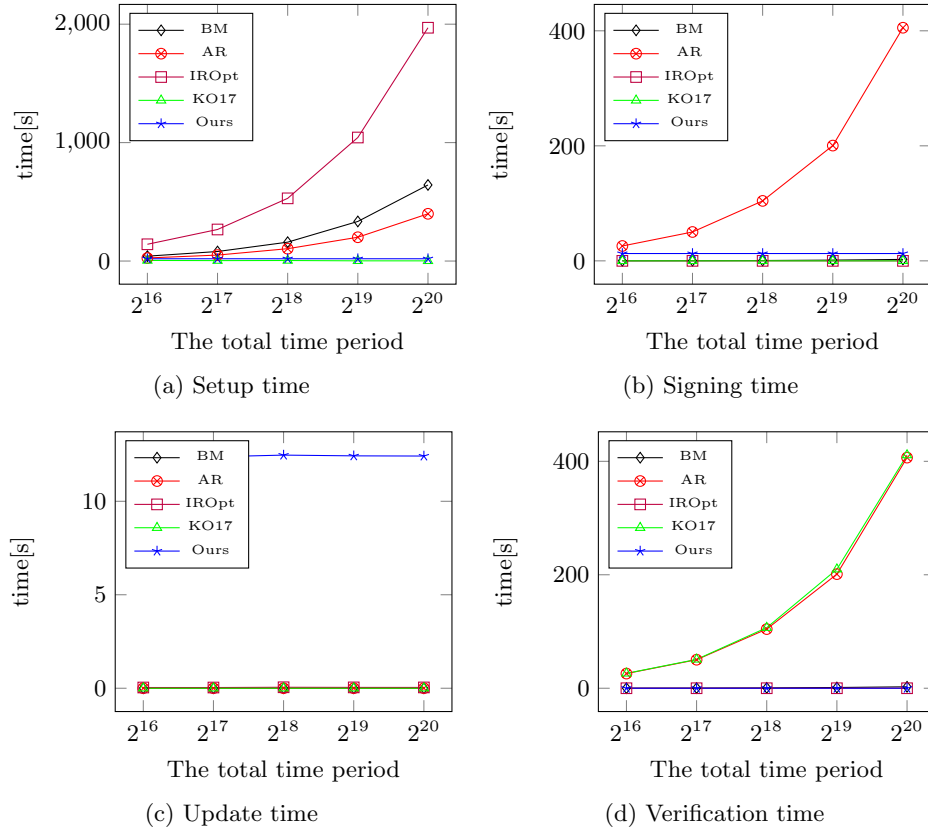 2,000
1,000
0
time[s]
BM
AR
IROpt
KO17
Ours
2^16 2^17 2^18 2^19 2^20
The total time period
(a) Setup time
400
200
0
time[s]
BM
AR
IROpt
KO17
Ours
2^16 2^17 2^18 2^19 2^20
The total time period
(b) Signing time
10
5
0
time[s]
BM
AR
IROpt
KO17
Ours
2^16 2^17 2^18 2^19 2^20
The total time period
(c) Update time
400
200
0
time[s]
BM
AR
IROpt
KO17
Ours
2^16 2^17 2^18 2^19 2^20
The total time period
(d) Verification time